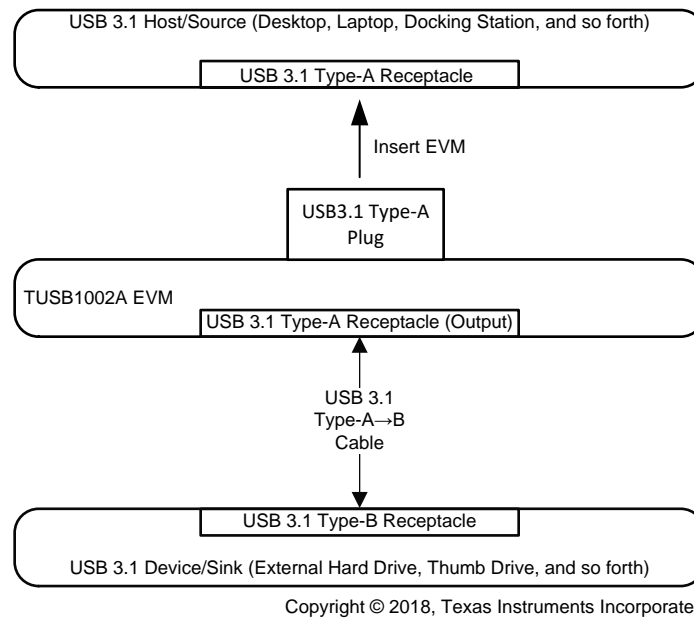 USB 3.1 Host/Source (Desktop, Laptop, Docking Station, and so forth)
USB 3.1 Type-A Receptacle
Insert EVM
USB3.1 Type-A
Plug
TUSB1002A EVM
USB 3.1 Type-A Receptacle (Output)
USB 3.1
Type-A→B
Cable
USB 3.1 Type-B Receptacle
USB 3.1 Device/Sink (External Hard Drive, Thumb Drive, and so forth)
Copyright © 2018, Texas Instruments Incorporate